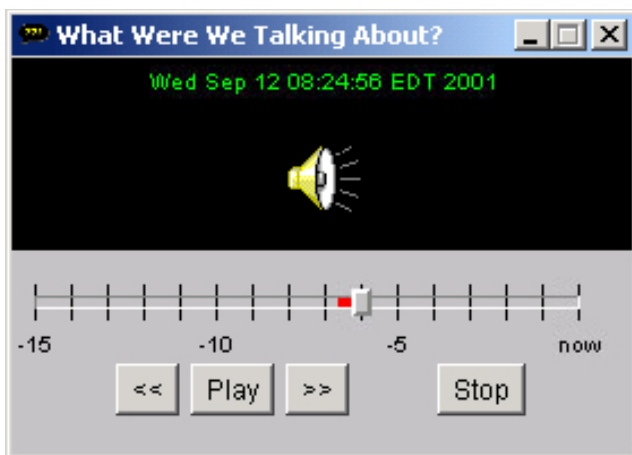 What Were We Talking About?
Wed Sep 12 08:24:56 EDT 2001
-15 -10 -5 now
<< Play >> Stop